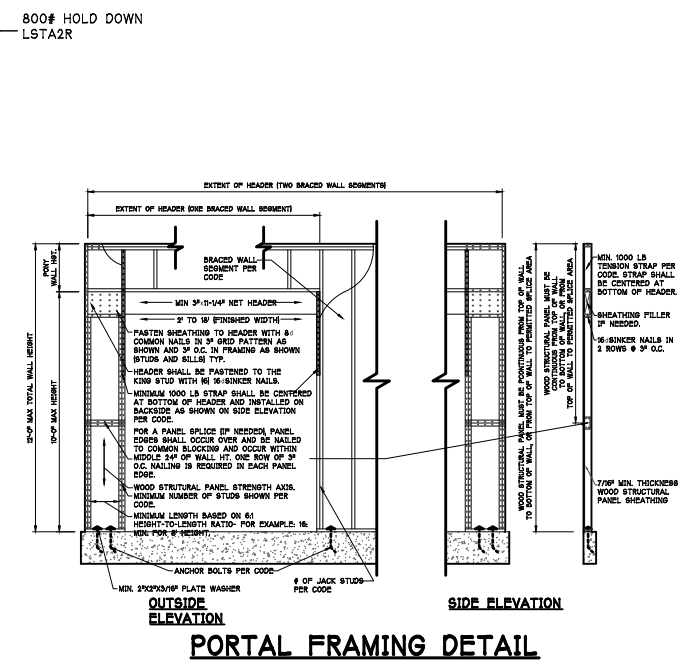 800# HOLD DOWN
LSTA2R
EXTENT OF HEADER (TWO BRACED WALL SEGMENTS)
EXTENT OF HEADER (ONE BRACED WALL SEGMENT)
PONY
WALL HGT.
12'-0" MAX TOTAL WALL HEIGHT
10'-0" MAX HEIGHT
BRACED WALL
SEGMENT PER
CODE
MIN 3"x11-1/4" NET HEADER
2' TO 18' (FINISHED WIDTH)
FASTEN SHEATHING TO HEADER WITH 8d
COMMON NAILS IN 3" GRID PATTERN AS
SHOWN AND 3" O.C. IN FRAMING AS SHOWN
(STUDS AND SILLS) TYP.
HEADER SHALL BE FASTENED TO THE
KING STUD WITH (6) 16d SINKER NAILS.
MINIMUM 1000 LB STRAP SHALL BE CENTERED
AT BOTTOM OF HEADER AND INSTALLED ON
BACKSIDE AS SHOWN ON SIDE ELEVATION
PER CODE.
FOR A PANEL SPLICE (IF NEEDED), PANEL
EDGES SHALL OCCUR OVER AND BE NAILED
TO COMMON BLOCKING AND OCCUR WITHIN
MIDDLE 24" OF WALL HT. ONE ROW OF 3"
O.C. NAILING IS REQUIRED IN EACH PANEL
EDGE.
WOOD STRUTURAL PANEL STRENGTH AXIS.
MINIMUM NUMBER OF STUDS SHOWN PER
CODE.
MINIMUM LENGTH BASED ON 6:1
HEIGHT-TO-LENGTH RATIO- FOR EXAMPLE: 16:
MIN. FOR 8' HEIGHT.
ANCHOR BOLTS PER CODE
MIN. 2"X2"X3/16" PLATE WASHER
# OF JACK STUDS
PER CODE
WOOD STRUCTURAL PANEL MUST BE PCONTINUOUS FROM TOP OF WALL
TO BOTTOM OF WALL, OR FROM TOP OF WALL TO PERMITTED SPLICE AREA
WOOD STRUCTURAL PANEL MUST BE
CONTINUOS FROM TOP OF WALL
TO BOTTOM OF WALL, OR FROM
TOP OF WALL TO PERMITTED SPLICE AREA
MIN. 1000 LB
TENSION STRAP PER
CODE. STRAP SHALL
BE CENTERED AT
BOTTOM OF HEADER.
SHEATHING FILLER
IF NEEDED.
16d SINKER NAILS IN
2 ROWS @ 3" O.C.
7/16" MIN. THICKNESS
WOOD STRUCTURAL
PANEL SHEATHING
OUTSIDE
ELEVATION
SIDE ELEVATION
PORTAL FRAMING DETAIL